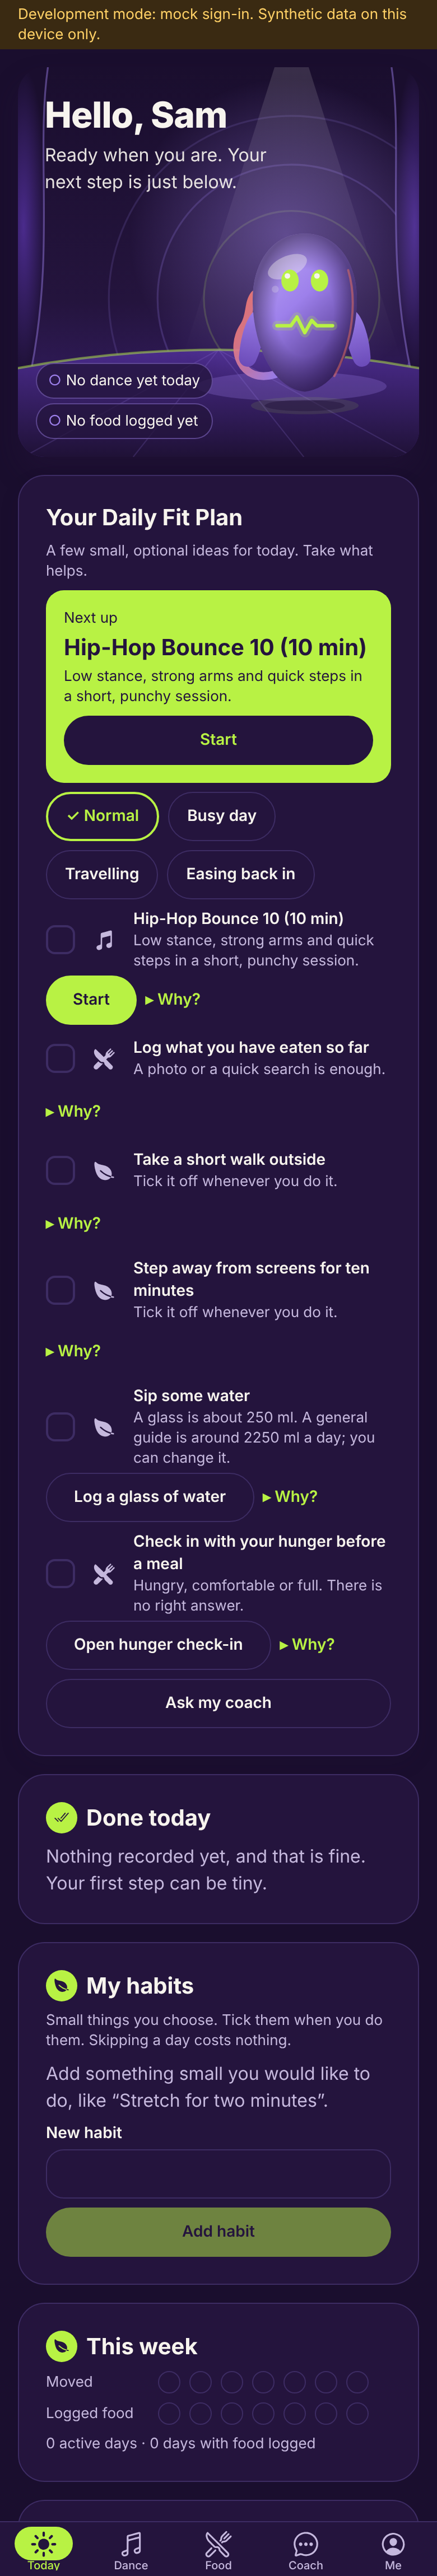 Development mode: mock sign-in. Synthetic data on this
device only.
Hello, Sam
Ready when you are. Your
next step is just below.
No dance yet today
No food logged yet
Your Daily Fit Plan
A few small, optional ideas for today. Take what
helps.
Next up
Hip-Hop Bounce 10 (10 min)
Low stance, strong arms and quick steps in
a short, punchy session.
Start
✓ Normal
Busy day
Travelling
Easing back in
Hip-Hop Bounce 10 (10 min)
Low stance, strong arms and quick
steps in a short, punchy session.
Start
▸ Why?
Log what you have eaten so far
A photo or a quick search is enough.
▸ Why?
Take a short walk outside
Tick it off whenever you do it.
▸ Why?
Step away from screens for ten
minutes
Tick it off whenever you do it.
▸ Why?
Sip some water
A glass is about 250 ml. A general
guide is around 2250 ml a day; you
can change it.
Log a glass of water
▸ Why?
Check in with your hunger before
a meal
Hungry, comfortable or full. There is
no right answer.
Open hunger check-in
▸ Why?
Ask my coach
Done today
Nothing recorded yet, and that is fine.
Your first step can be tiny.
My habits
Small things you choose. Tick them when you do
them. Skipping a day costs nothing.
Add something small you would like to
do, like “Stretch for two minutes”.
New habit
Add habit
This week
Moved
Logged food
0 active days · 0 days with food logged
Today
Dance
Food
Coach
Me